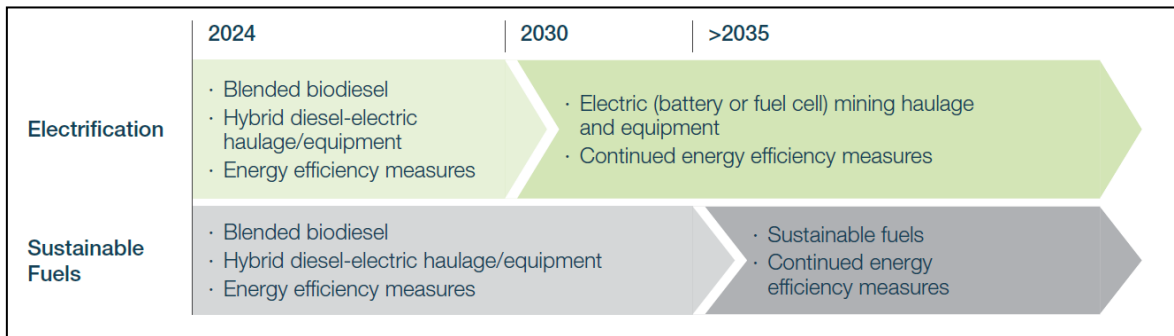 2024
2030
>2035
Electrification
· Blended biodiesel
· Hybrid diesel-electric
haulage/equipment
· Energy efficiency measures
· Electric (battery or fuel cell) mining haulage
and equipment
· Continued energy efficiency measures
Sustainable
Fuels
· Blended biodiesel
· Hybrid diesel-electric haulage/equipment
· Energy efficiency measures
· Sustainable fuels
· Continued energy
efficiency measures